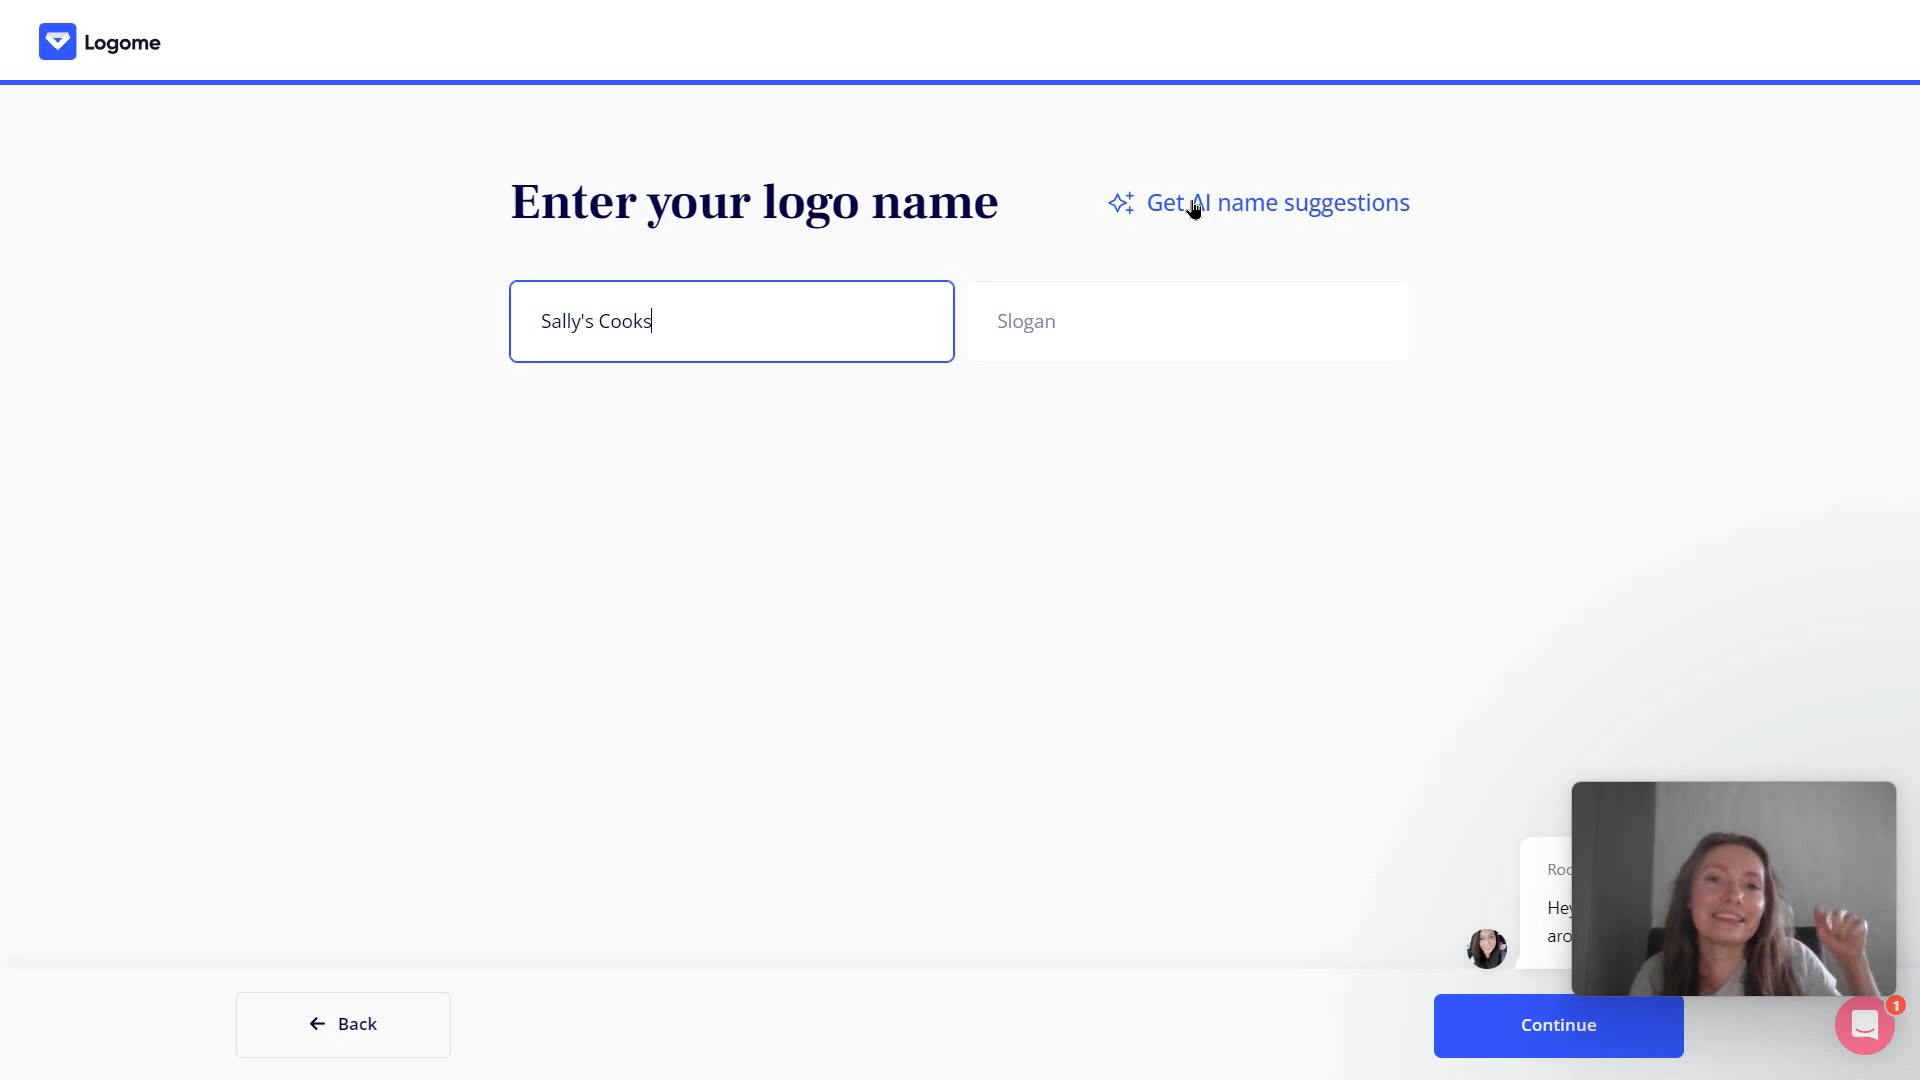 Logome
Enter your logo name
Get AI name suggestions
Sally's Cooks
Slogan
Back
Continue
1